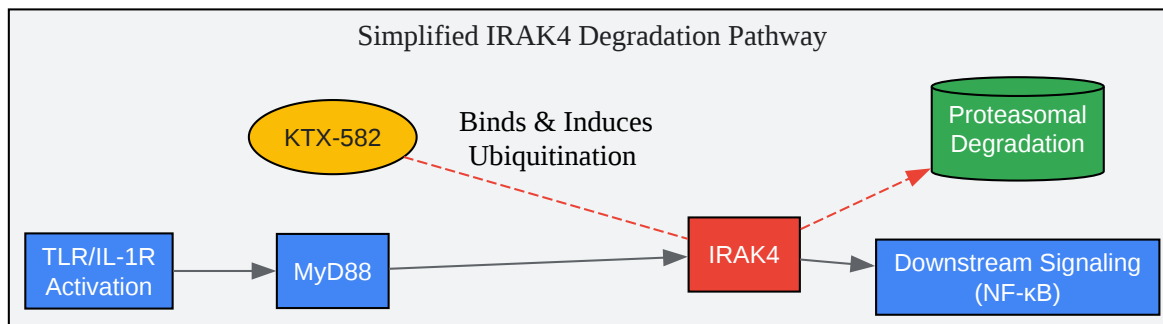 Simplified IRAK4 Degradation Pathway
KTX-582
Binds & Induces
Ubiquitination
Proteasomal
Degradation
TLR/IL-1R
Activation
MyD88
IRAK4
Downstream Signaling
(NF-κB)